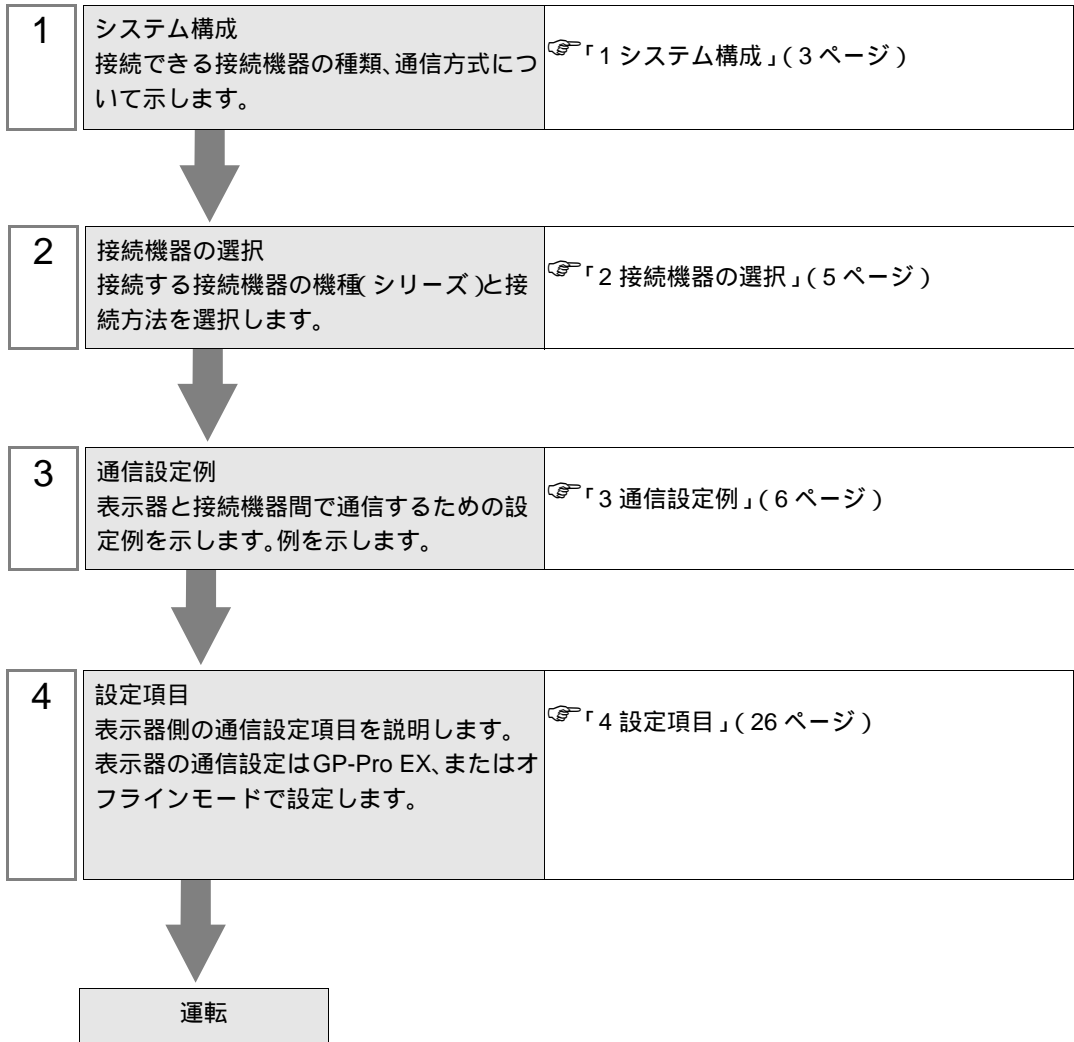 1
システム構成
接続できる接続機器の種類、通信方式につ
いて示します。
☞「1 システム構成」( 3 ページ )
2
接続機器の選択
接続する接続機器の機種( シリーズ )と接
続方法を選択します。
☞「2 接続機器の選択」( 5 ページ )
3
通信設定例
表示器と接続機器間で通信するための設
定例を示します。例を示します。
☞「3 通信設定例」( 6 ページ )
4
設定項目
表示器側の通信設定項目を説明します。
表示器の通信設定はGP-Pro EX、またはオ
フラインモードで設定します。
☞「4 設定項目」( 26 ページ )
運転